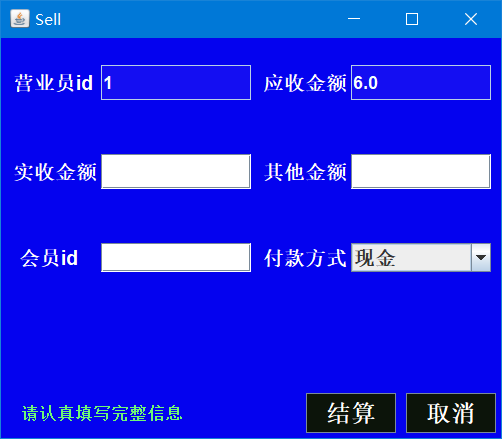 Sell
营业员id 1 应收金额 6.0
实收金额 其他金额
会员id 付款方式 现金
请认真填写完整信息 结算 取消